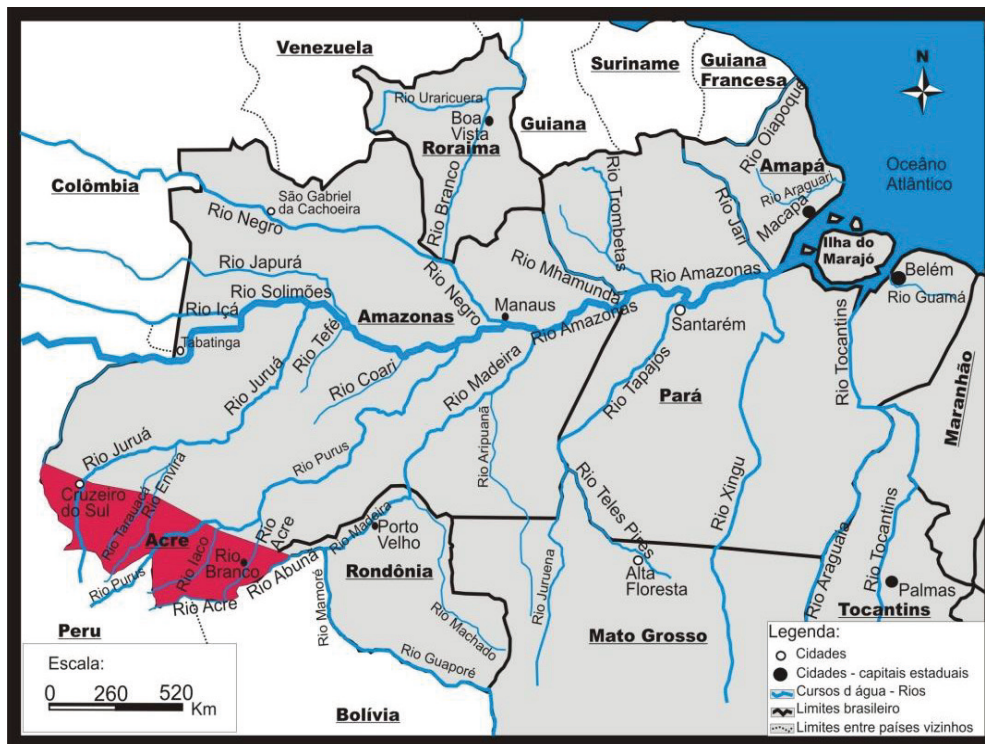 Venezuela
Suriname
Guiana
Francesa
N
Rio Uraricuera
Boa
Vista
Roraima
Guiana
Rio Oiapoque
Amapá
Oceâno
Atlântico
Colômbia
São Gabriel
da Cachoeira
Rio Negro
Rio Branco
Rio Trombetas
Rio Jari
Rio Araguari
Macapá
Ilha do
Marajó
Belém
Rio Guamá
Rio Japurá
Rio Negro
Rio Mhamundá
Rio Amazonas
Rio Içá
Rio Solimões
Amazonas
Manaus
Rio Amazonas
Santarém
Tabatinga
Rio Tefé
Rio Coari
Rio Juruá
Rio Madeira
Rio Tapajos
Pará
Rio Tocantins
Maranhão
Rio Juruá
Rio Purus
Rio Aripuanã
Rio Xingu
Cruzeiro
do Sul
Rio Tarauacá
Rio Envira
Acre
Rio Iaco
Rio
Branco
Rio Acre
Rio Purus
Rio Acre
Rio Abunã
Rio Madeira
Porto
Velho
Rondônia
Rio Mamoré
Rio Machado
Rio Guaporé
Rio Juruena
Rio Teles Pires
Alta
Floresta
Mato Grosso
Rio Araguaia
Rio Tocantins
Palmas
Tocantins
Peru
Bolívia
Escala:
0 260 520
Km
Legenda:
Cidades
Cidades - capitais estaduais
Cursos d água - Rios
Limites brasileiro
Limites entre países vizinhos